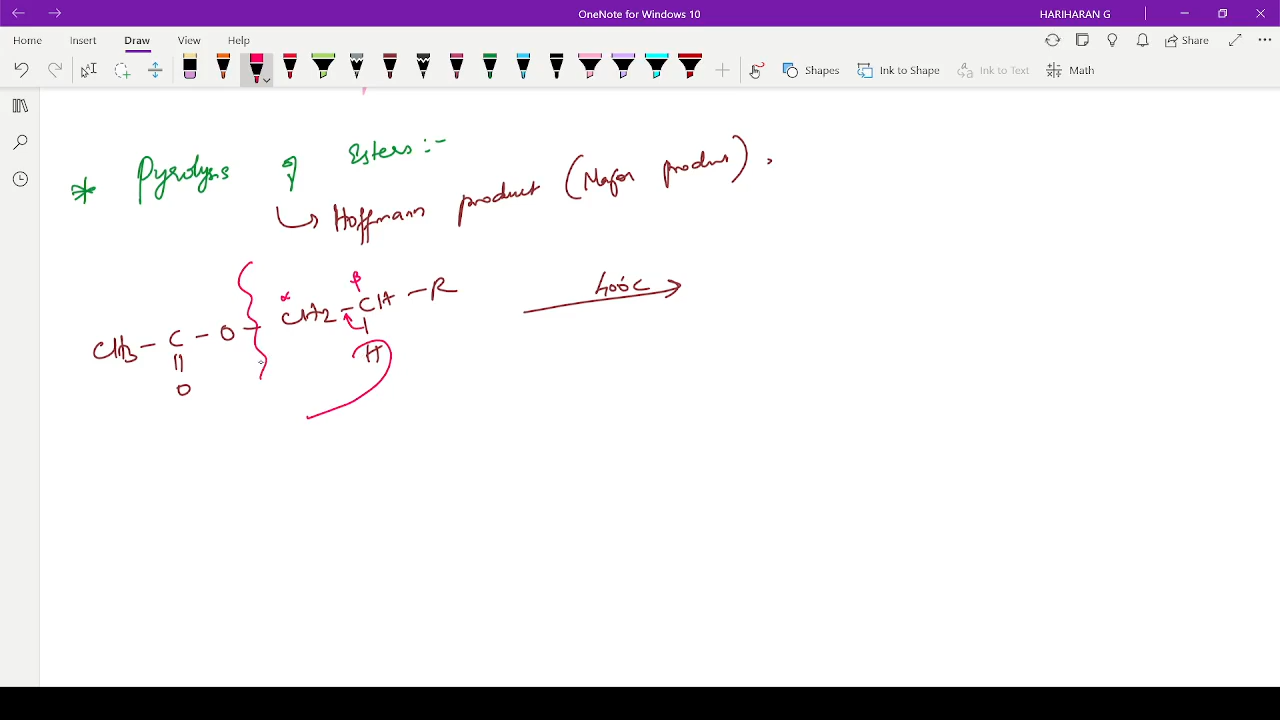 OneNote for Windows 10
HARIHARAN G
Home Insert Draw View Help
Share
Shapes Ink to Shape Ink to Text Math
* Pyrolysis of Esters :-
Hoffmann product (Major produ
α β
CH3 - C - O - CH2 - CH - R 400°C
O H